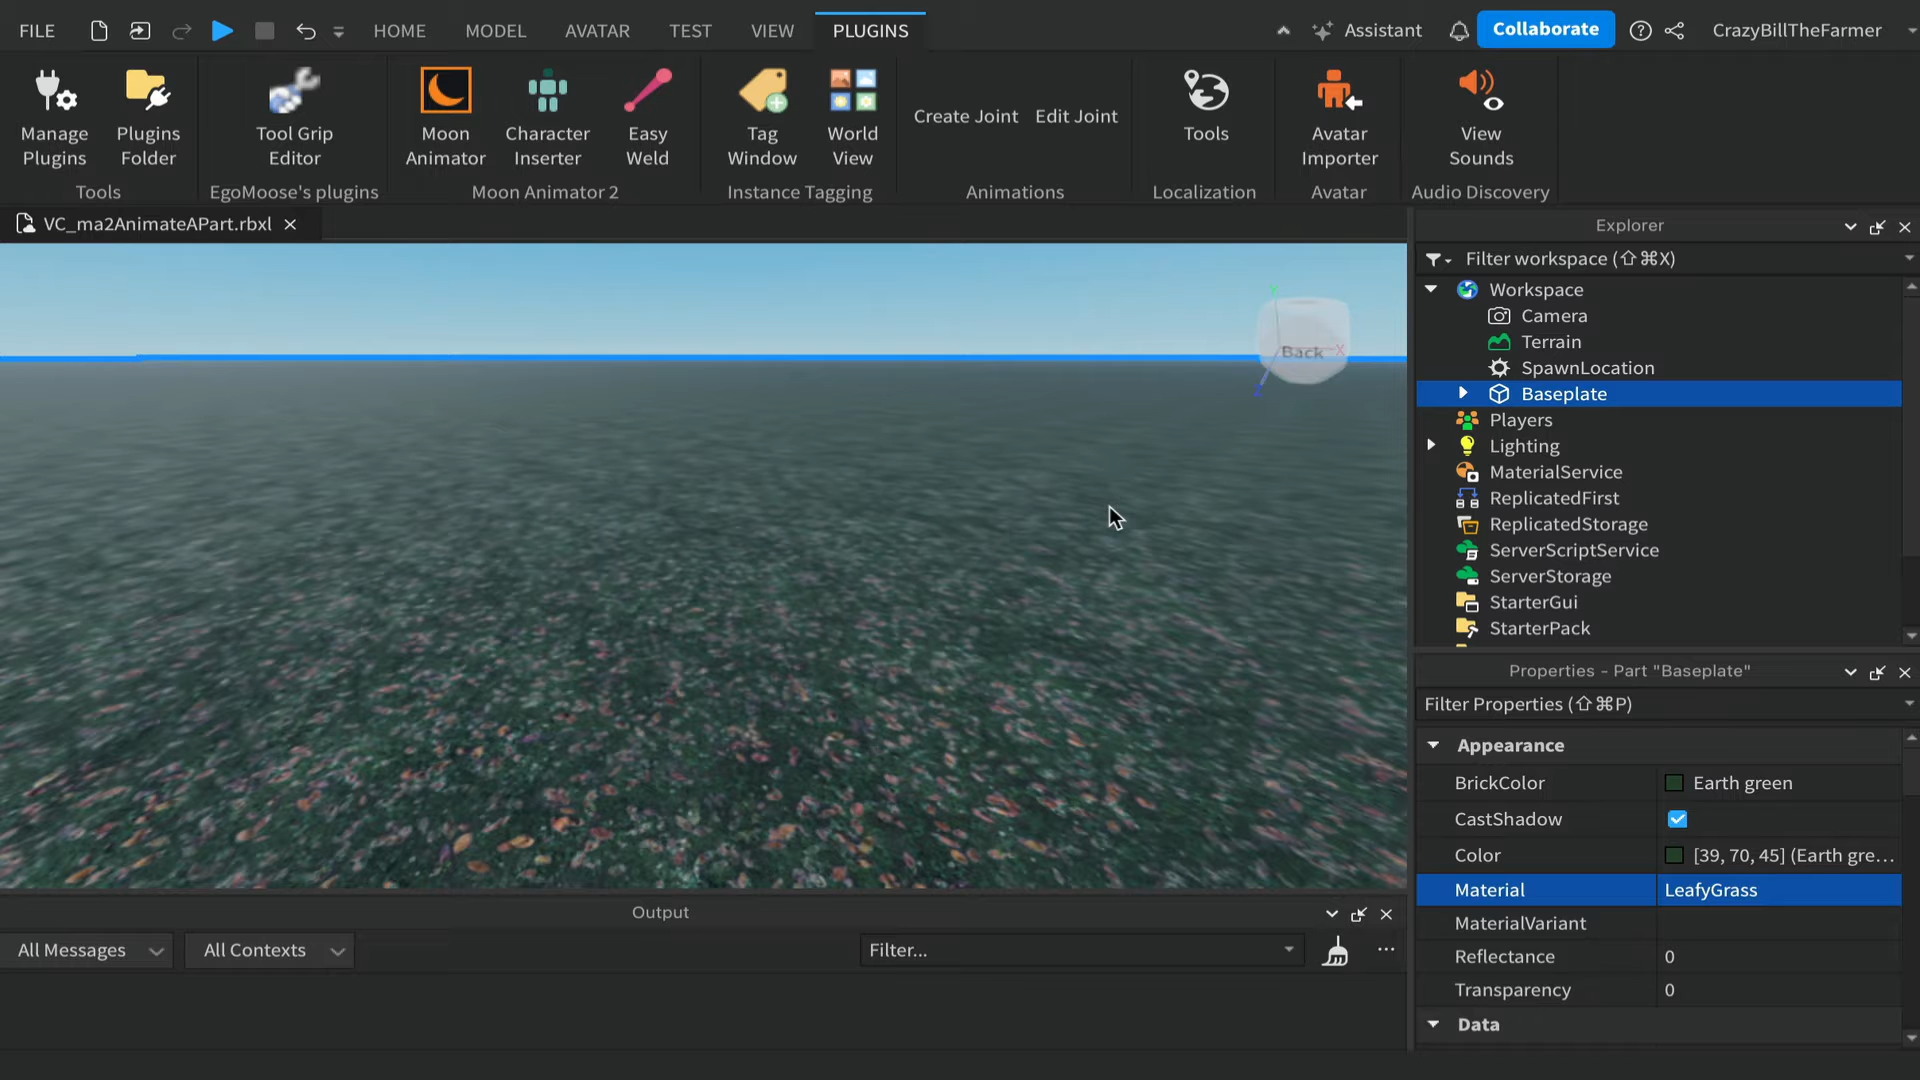 FILE
HOME
MODEL
AVATAR
TEST
VIEW
PLUGINS
Assistant
Collaborate
CrazyBillTheFarmer
Manage
Plugins
Plugins
Folder
Tool Grip
Editor
Moon
Animator
Character
Inserter
Easy
Weld
Tag
Window
World
View
Create Joint
Edit Joint
Tools
Avatar
Importer
View
Sounds
Tools
EgoMoose's plugins
Moon Animator 2
Instance Tagging
Animations
Localization
Avatar
Audio Discovery
VC_ma2AnimateAPart.rbxl
Y
Back
X
Z
Output
All Messages
All Contexts
Filter...
Explorer
Filter workspace (⇧⌘X)
Workspace
Camera
Terrain
SpawnLocation
Baseplate
Players
Lighting
MaterialService
ReplicatedFirst
ReplicatedStorage
ServerScriptService
ServerStorage
StarterGui
StarterPack
Properties - Part "Baseplate"
Filter Properties (⇧⌘P)
Appearance
BrickColor Earth green
CastShadow
Color [39, 70, 45] (Earth gre...
Material LeafyGrass
MaterialVariant
Reflectance 0
Transparency 0
Data